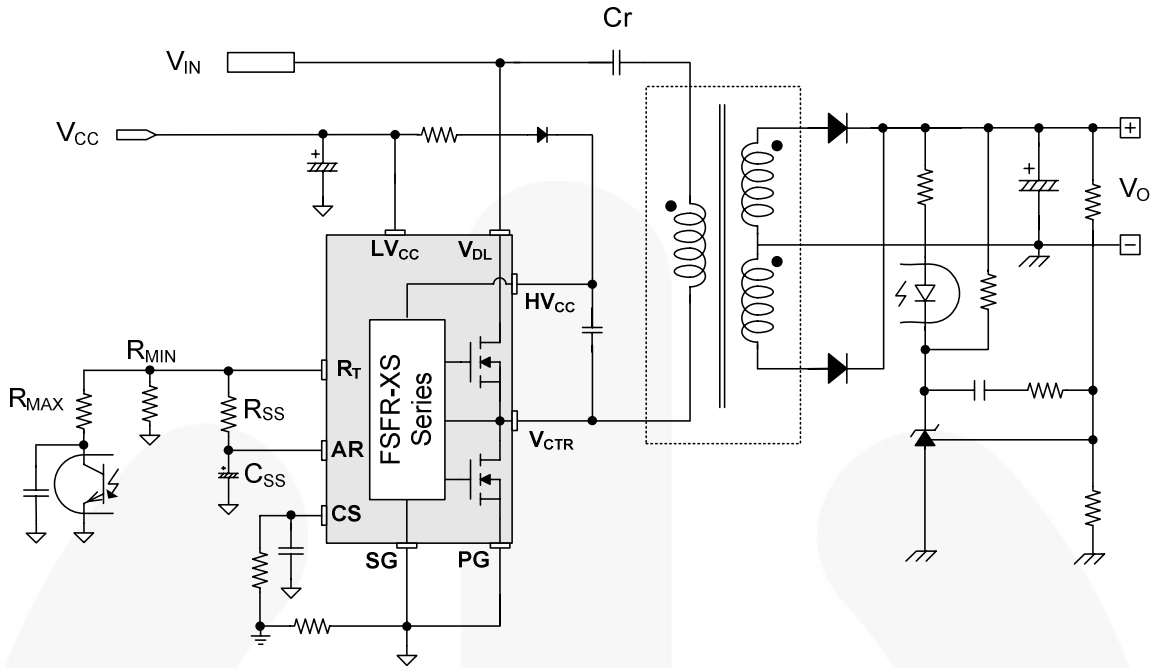 Cr
V_IN
V_CC
LV_CC
V_DL
HV_CC
V_O
+
−
+
+
R_MIN
R_T
R_MAX
R_SS
FSFR-XS
Series
AR
V_CTR
C_SS
+
CS
SG
PG